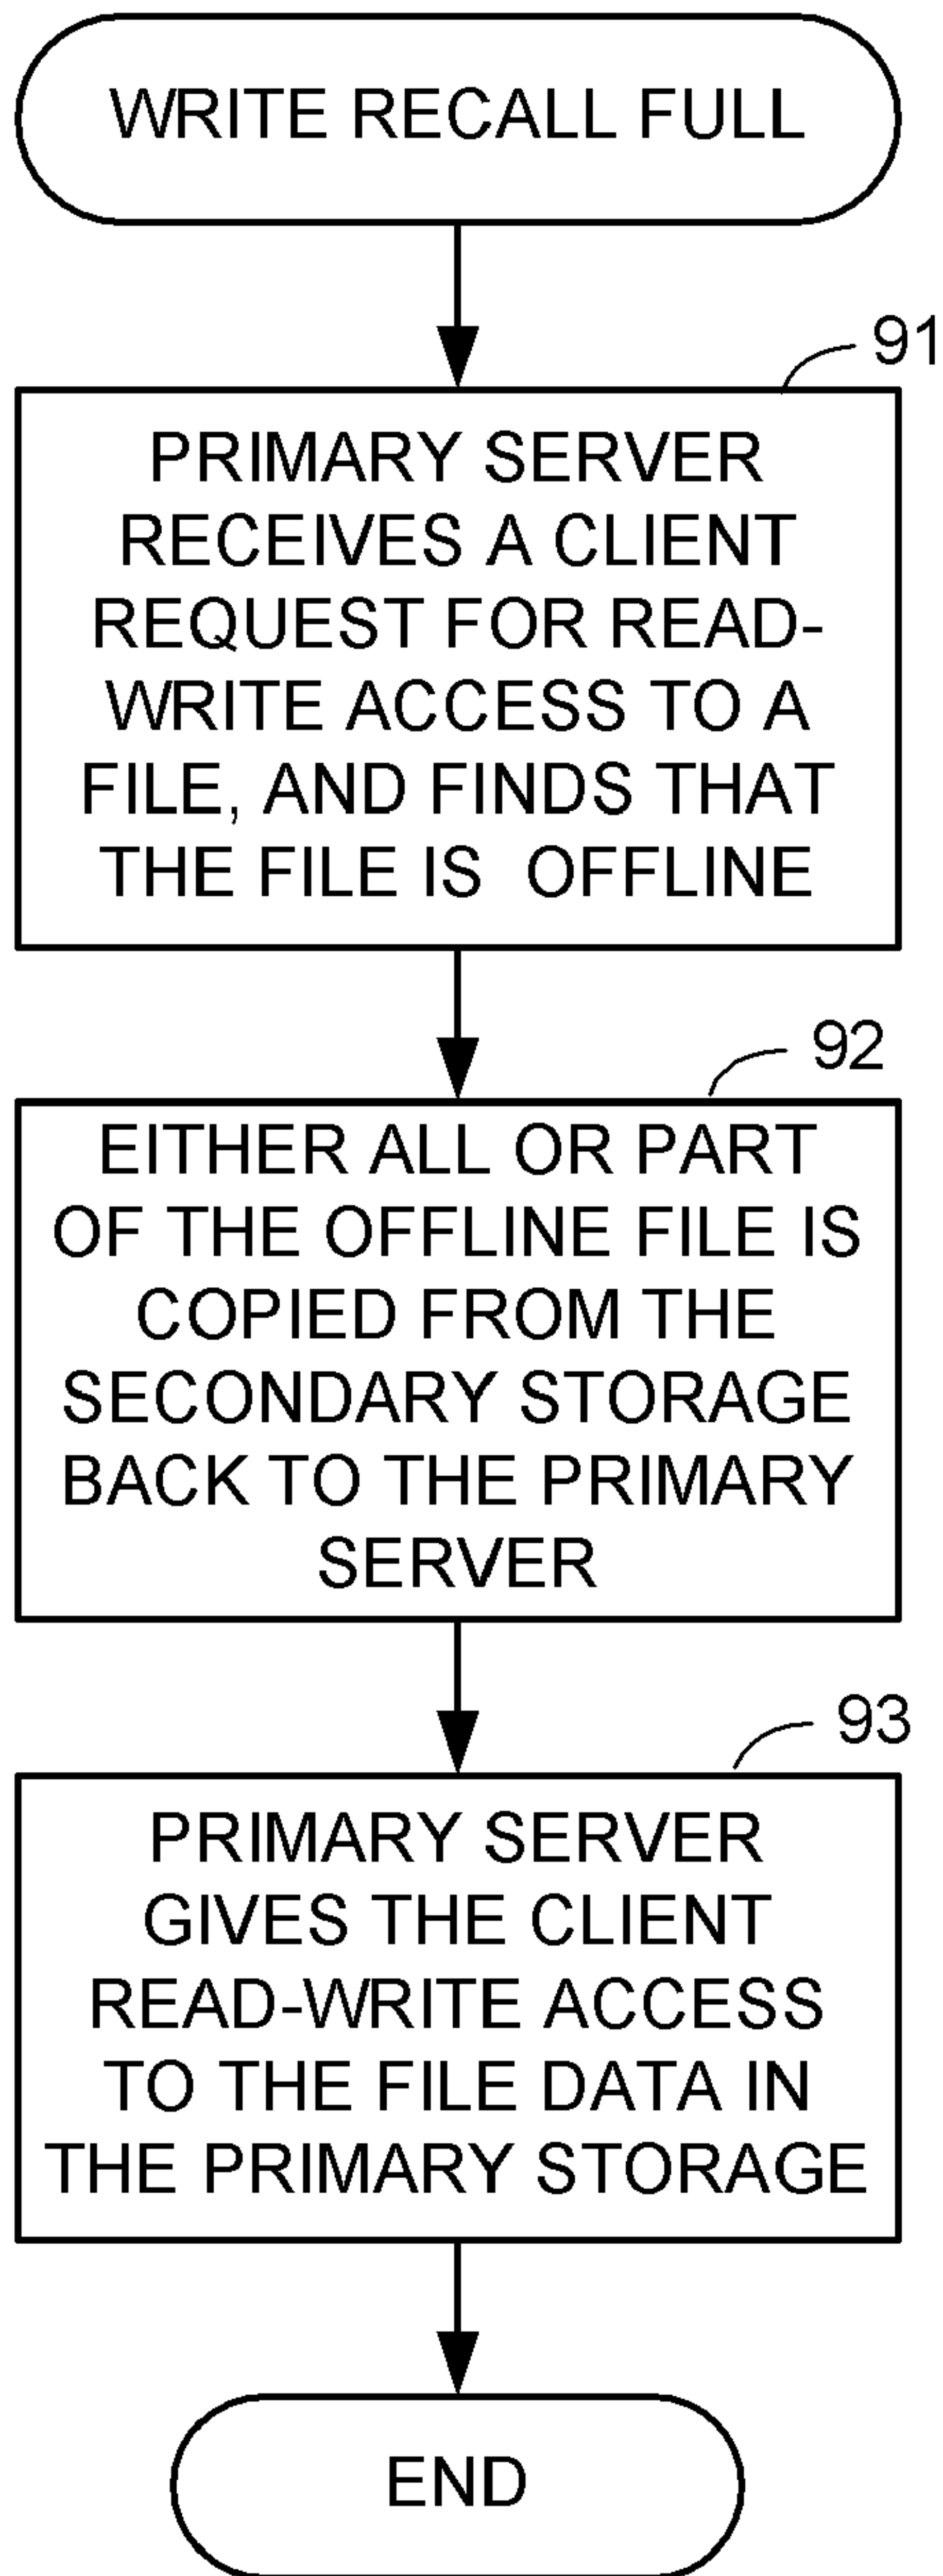 WRITE RECALL FULL
91
PRIMARY SERVER
RECEIVES A CLIENT
REQUEST FOR READ-
WRITE ACCESS TO A
FILE, AND FINDS THAT
THE FILE IS  OFFLINE
92
EITHER ALL OR PART
OF THE OFFLINE FILE IS
COPIED FROM THE
SECONDARY STORAGE
BACK TO THE PRIMARY
SERVER
93
PRIMARY SERVER
GIVES THE CLIENT
READ-WRITE ACCESS
TO THE FILE DATA IN
THE PRIMARY STORAGE
END